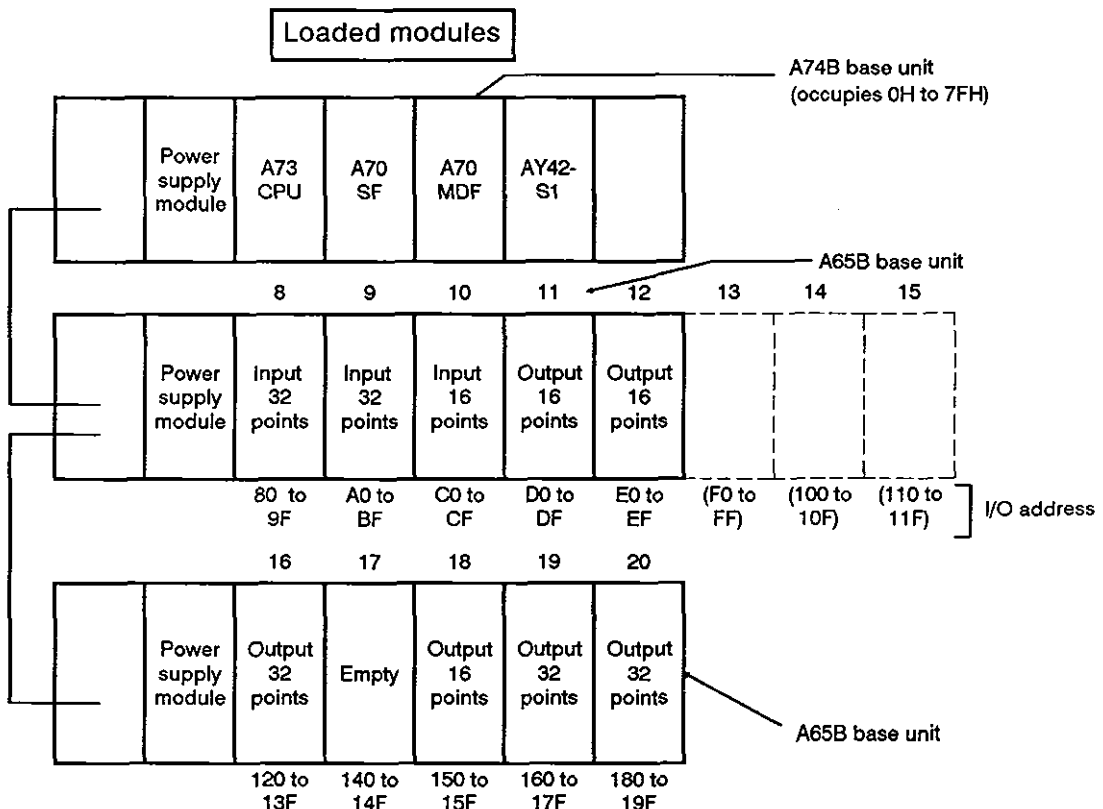 Loaded modules
A74B base unit
(occupies 0H to 7FH)
Power
supply
module
A73
CPU
A70
SF
A70
MDF
AY42-
S1
A65B base unit
8 9 10 11 12 13 14 15
Power
supply
module
Input
32
points
Input
32
points
Input
16
points
Output
16
points
Output
16
points
80 to
9F
A0 to
BF
C0 to
CF
D0 to
DF
E0 to
EF
(F0 to
FF)
(100 to
10F)
(110 to
11F)
I/O address
16 17 18 19 20
Power
supply
module
Output
32
points
Empty
Output
16
points
Output
32
points
Output
32
points
A65B base unit
120 to
13F
140 to
14F
150 to
15F
160 to
17F
180 to
19F